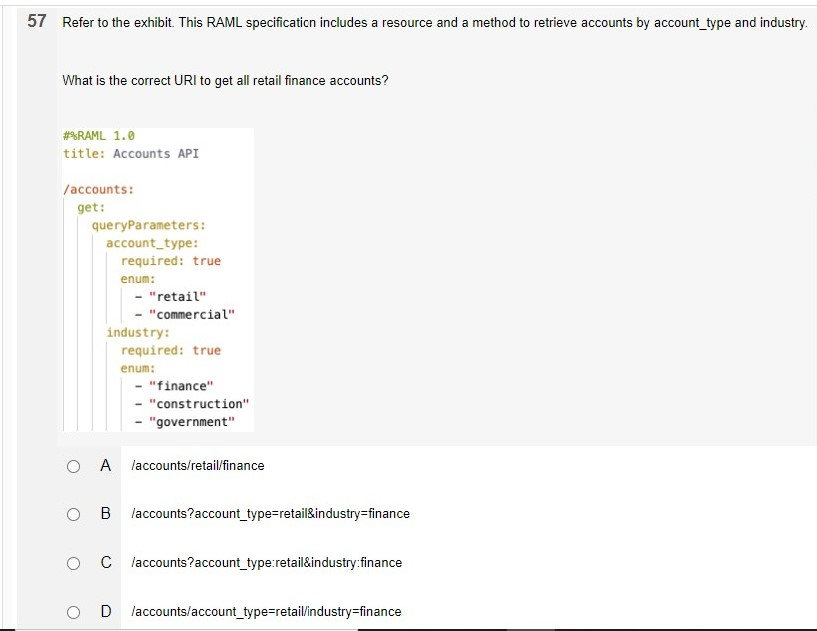 57 Refer to the exhibit. This RAML specification includes a resource and a method to retrieve accounts by account_type and industry.
What is the correct URI to get all retail finance accounts?
#%RAML 1.0
title: Accounts API
/accounts:
get:
queryParameters:
account_type:
required: true
enum:
- "retail"
- "commercial"
industry:
required: true
enum:
- "finance"
- "construction"
- "government"
A /accounts/retail/finance
B /accounts?account_type=retail&industry=finance
C /accounts?account_type:retail&industry:finance
D /accounts/account_type=retail/industry=finance